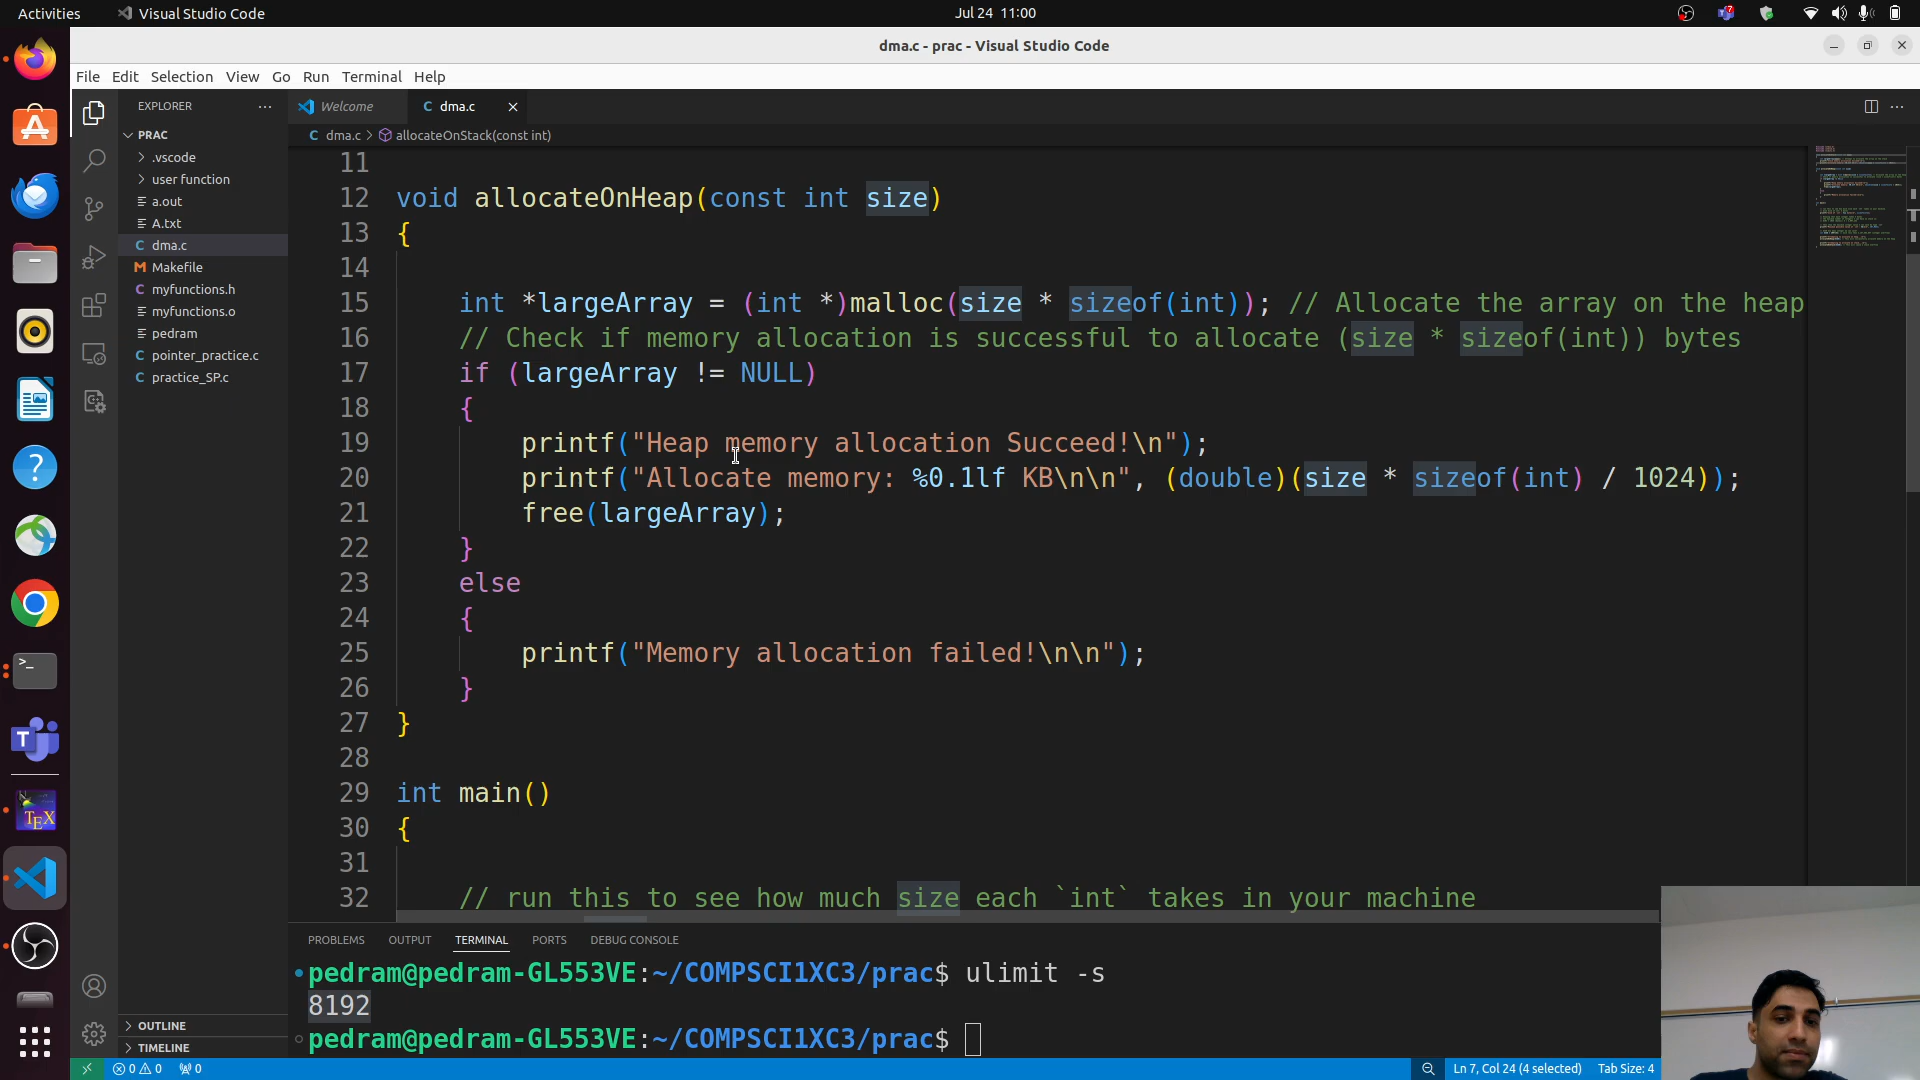 Activities
Visual Studio Code
Jul 24 11:00
dma.c - prac - Visual Studio Code
File Edit Selection View Go Run Terminal Help
EXPLORER
PRAC
.vscode
user function
a.out
A.txt
dma.c
Makefile
myfunctions.h
myfunctions.o
pedram
pointer_practice.c
practice_SP.c
OUTLINE
TIMELINE
Welcome
dma.c
dma.c > allocateOnStack(const int)
11
12 void allocateOnHeap(const int size)
13 {
14
15 int *largeArray = (int *)malloc(size * sizeof(int)); // Allocate the array on the heap
16 // Check if memory allocation is successful to allocate (size * sizeof(int)) bytes
17 if (largeArray != NULL)
18 {
19 printf("Heap memory allocation Succeed!\n");
20 printf("Allocate memory: %0.1lf KB\n\n", (double)(size * sizeof(int) / 1024));
21 free(largeArray);
22 }
23 else
24 {
25 printf("Memory allocation failed!\n\n");
26 }
27 }
28
29 int main()
30 {
31
32 // run this to see how much size each `int` takes in your machine
PROBLEMS OUTPUT TERMINAL PORTS DEBUG CONSOLE
pedram@pedram-GL553VE:~/COMPSCI1XC3/prac$ ulimit -s
8192
pedram@pedram-GL553VE:~/COMPSCI1XC3/prac$
0 0 0
Ln 7, Col 24 (4 selected) Tab Size: 4